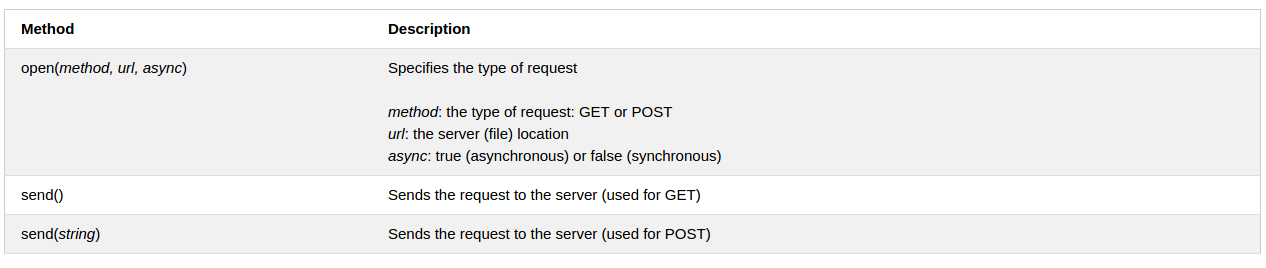 Method Description
open(method, url, async) Specifies the type of request
method: the type of request: GET or POST
url: the server (file) location
async: true (asynchronous) or false (synchronous)
send() Sends the request to the server (used for GET)
send(string) Sends the request to the server (used for POST)